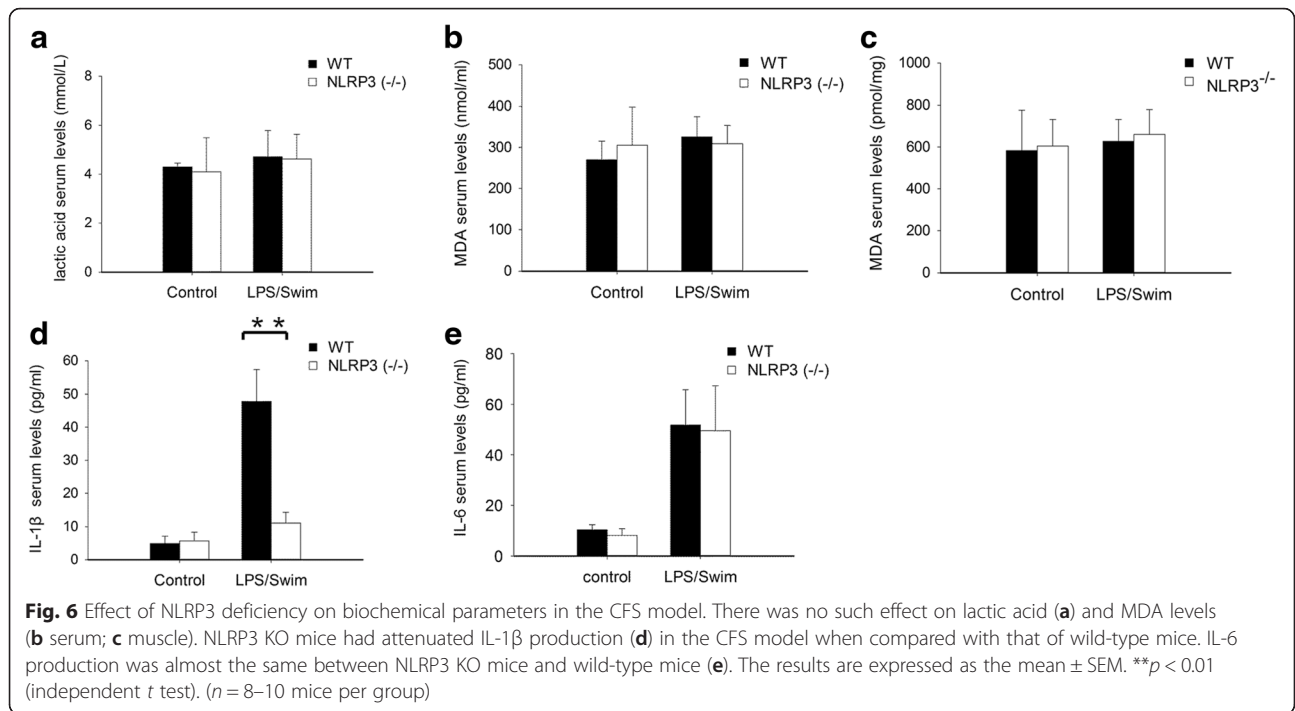 a
WT
NLRP3 (-/-)
lactic acid serum levels (mmol/L)
8
6
4
2
0
Control
LPS/Swim
b
WT
NLRP3 (-/-)
MDA serum levels (nmol/ml)
500
400
300
200
100
0
Control
LPS/Swim
c
WT
NLRP3-/-
MDA serum levels (pmol/mg)
1000
800
600
400
200
0
Control
LPS/Swim
d
* *
WT
NLRP3 (-/-)
IL-1β serum levels (pg/ml)
60
50
40
30
20
10
0
Control
LPS/Swim
e
WT
NLRP3 (-/-)
IL-6 serum levels (pg/ml)
80
60
40
20
0
control
LPS/Swim
Fig. 6 Effect of NLRP3 deficiency on biochemical parameters in the CFS model. There was no such effect on lactic acid (a) and MDA levels
(b serum; c muscle). NLRP3 KO mice had attenuated IL-1β production (d) in the CFS model when compared with that of wild-type mice. IL-6
production was almost the same between NLRP3 KO mice and wild-type mice (e). The results are expressed as the mean ± SEM. **p < 0.01
(independent t test). (n = 8–10 mice per group)